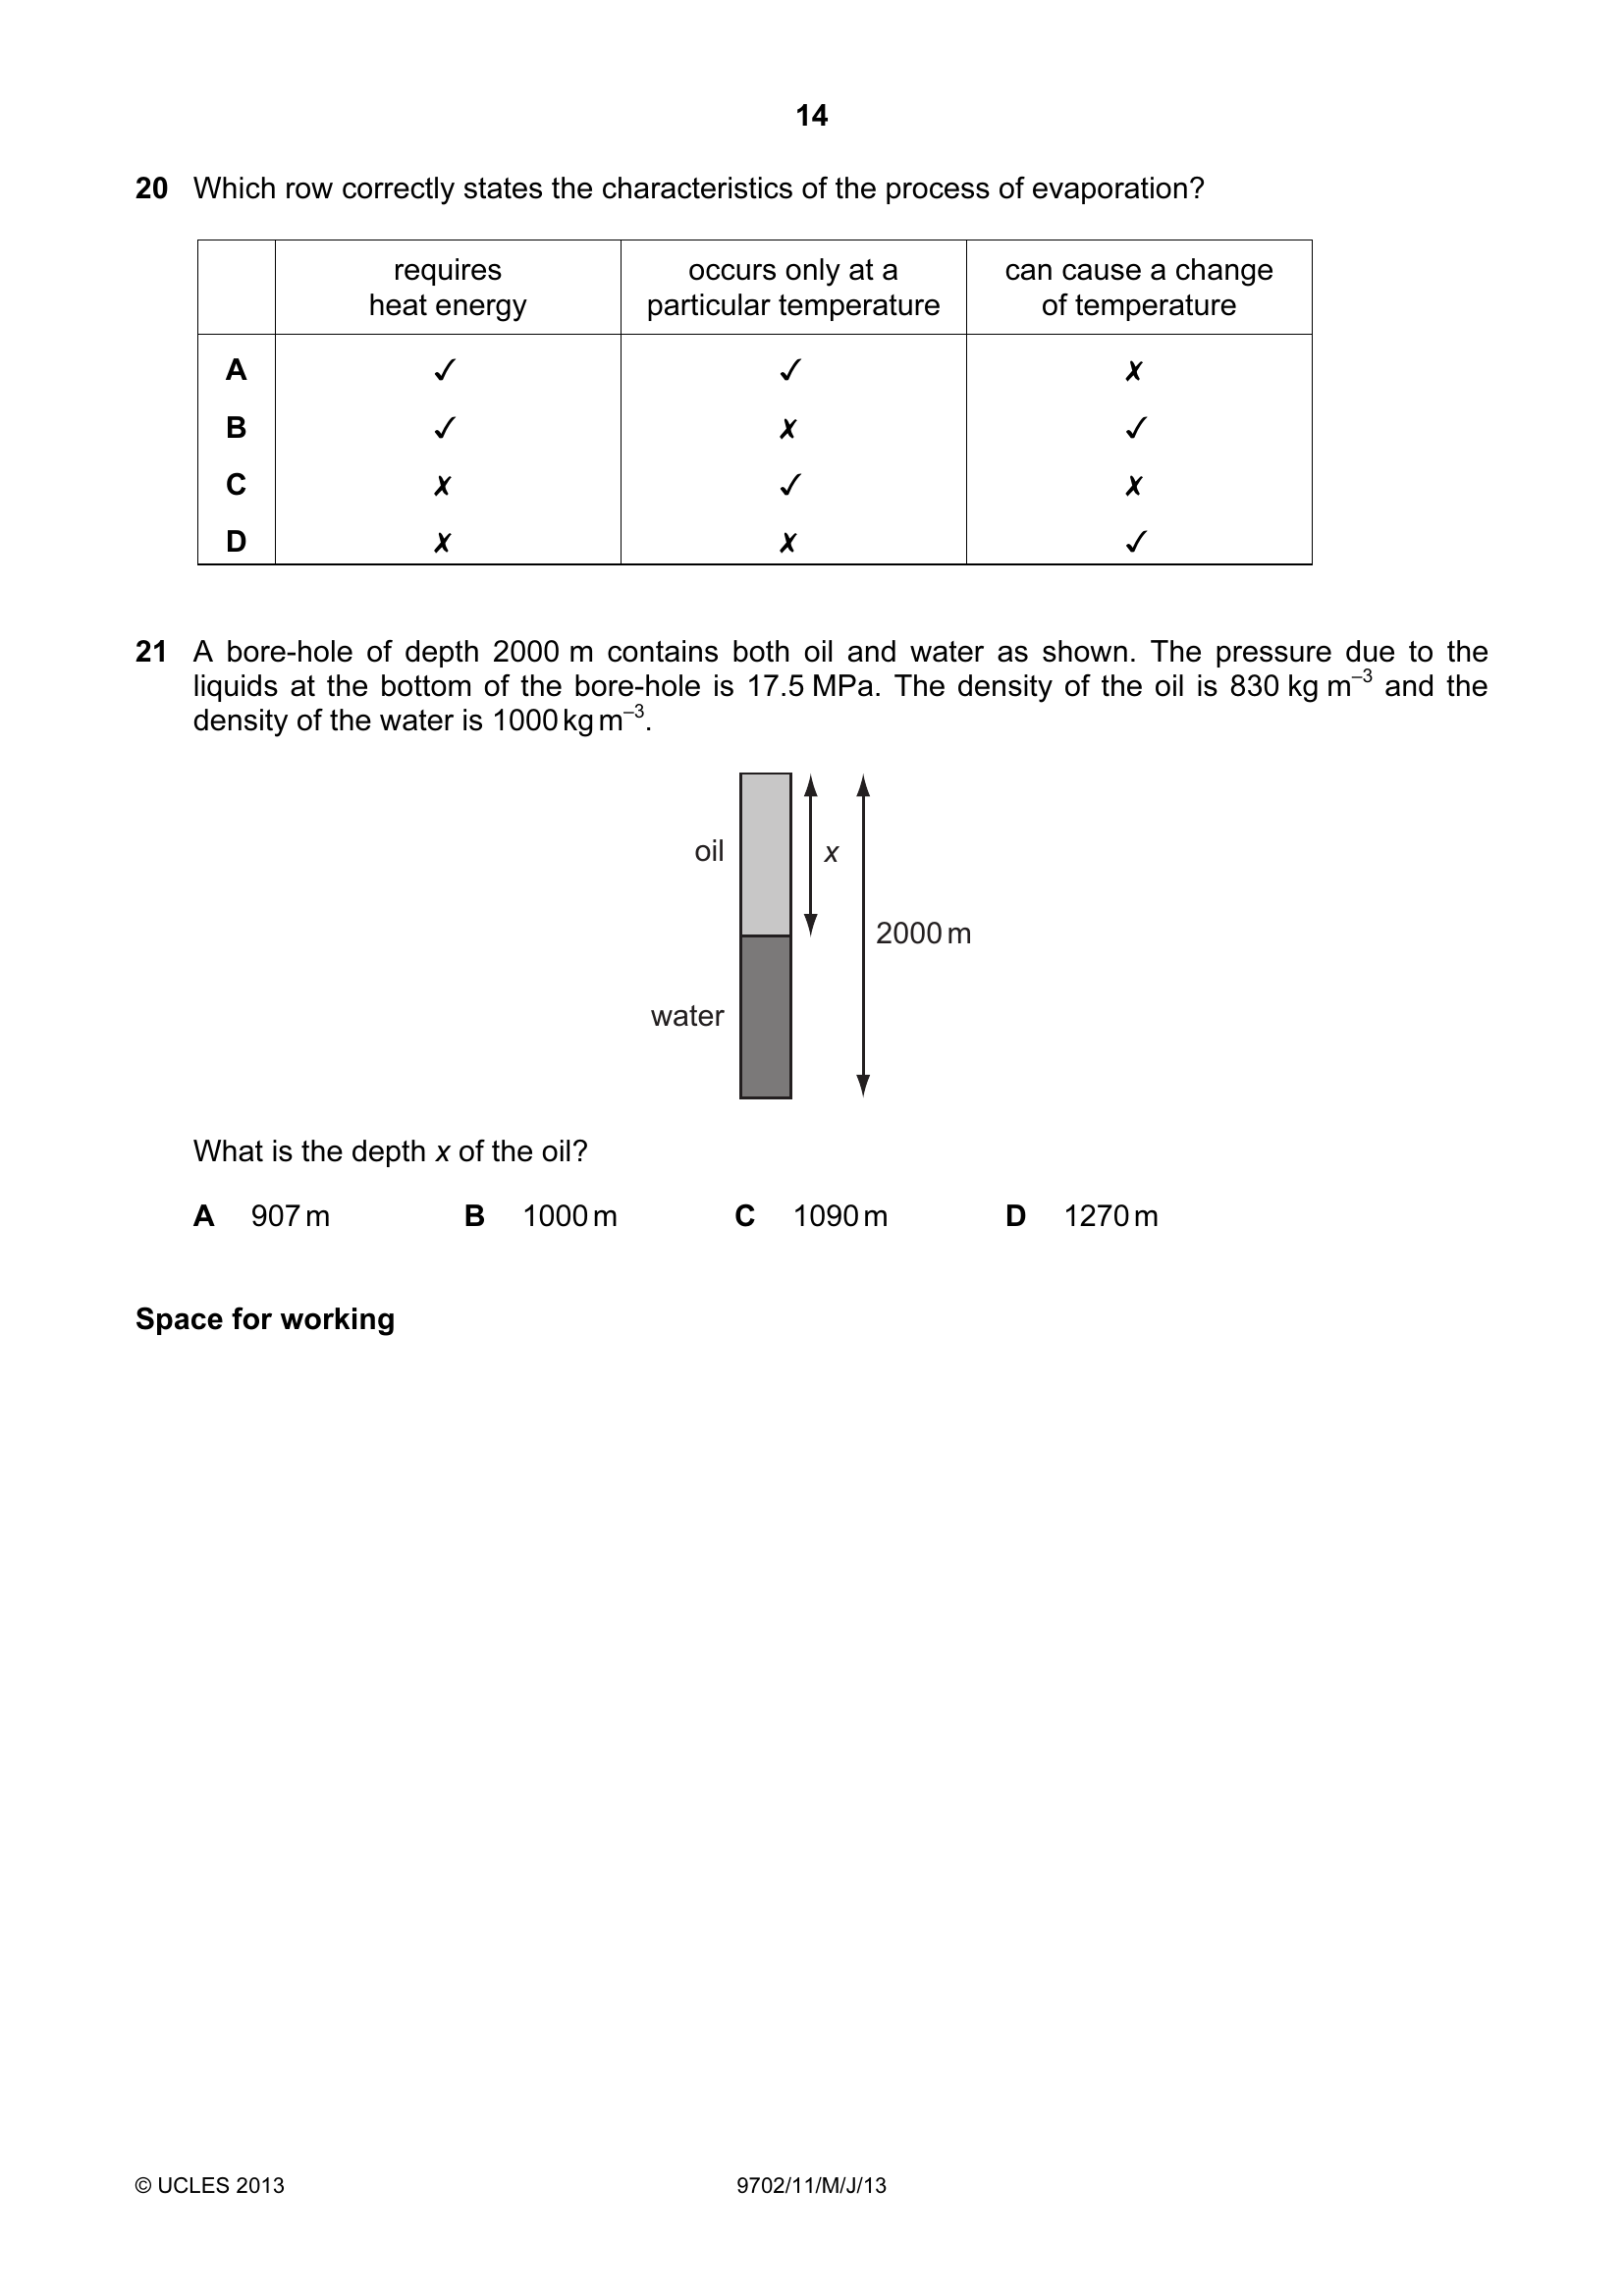 14
20 Which row correctly states the characteristics of the process of evaporation?
requires heat energy | occurs only at a particular temperature | can cause a change of temperature
A ✓ ✓ ✗
B ✓ ✗ ✓
C ✗ ✓ ✗
D ✗ ✗ ✓
21 A bore-hole of depth 2000 m contains both oil and water as shown. The pressure due to the
liquids at the bottom of the bore-hole is 17.5 MPa. The density of the oil is 830 kg m⁻³ and the
density of the water is 1000 kg m⁻³.
oil
x
2000 m
water
What is the depth x of the oil?
A 907 m B 1000 m C 1090 m D 1270 m
Space for working
© UCLES 2013 9702/11/M/J/13